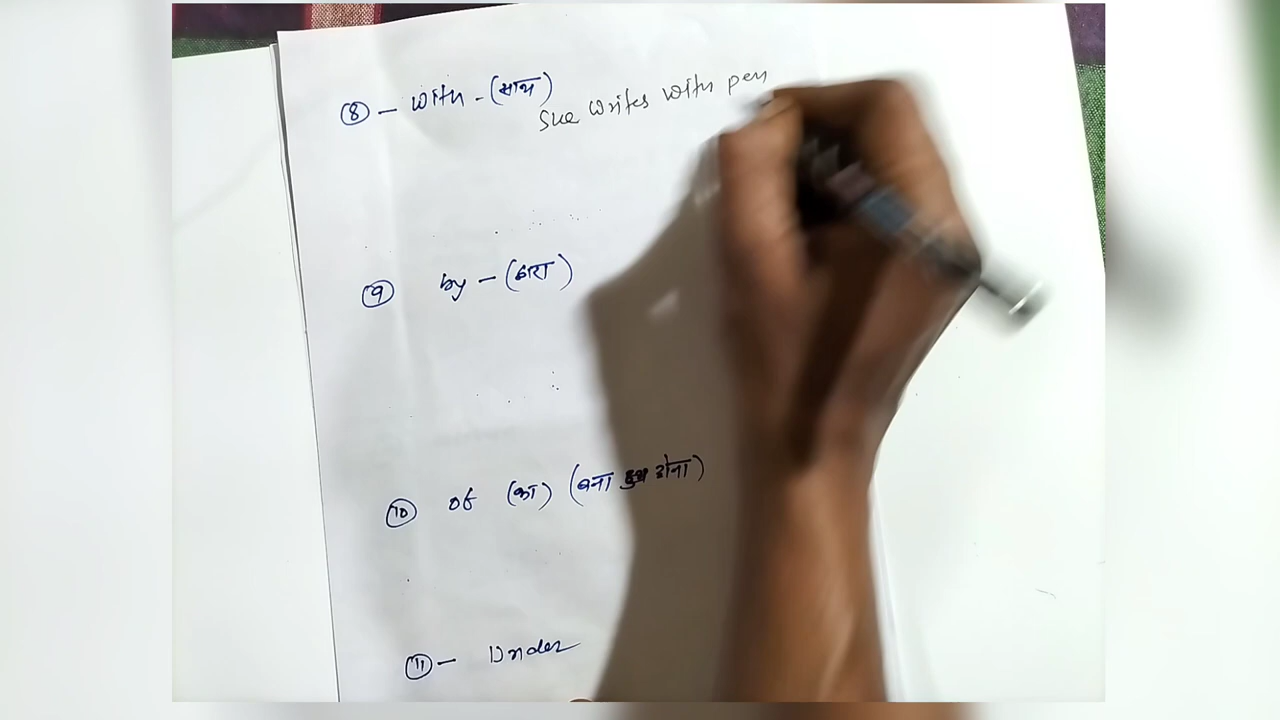 ⑧ - with - (साथ)
She writes with pen
⑨ by - (द्वारा)
⑩ of (का) (बना हुआ होना)
⑪ - Under